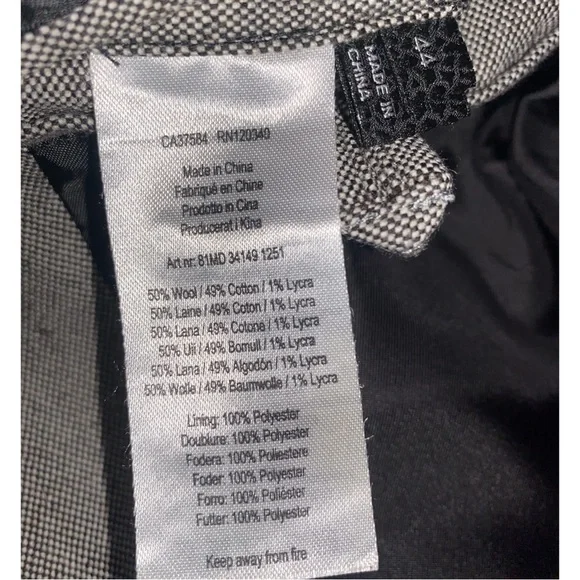 CA37584 RN120340
Made in China
Fabriqué en Chine
Prodotto in Cina
Producerat i Kina
Art nr: 81MD 34149 1251
50% Wool / 49% Cotton / 1% Lycra
50% Laine / 49% Coton / 1% Lycra
50% Lana / 49% Cotone / 1% Lycra
50% Ull / 49% Bomull / 1% Lycra
50% Lana / 49% Algodón / 1% Lycra
50% Wolle / 49% Baumwolle / 1% Lycra
Lining: 100% Polyester
Doublure: 100% Polyester
Fodera: 100% Poliestere
Foder: 100% Polyester
Forro: 100% Poliéster
Futter: 100% Polyester
Keep away from fire
44
MADE IN
CHINA